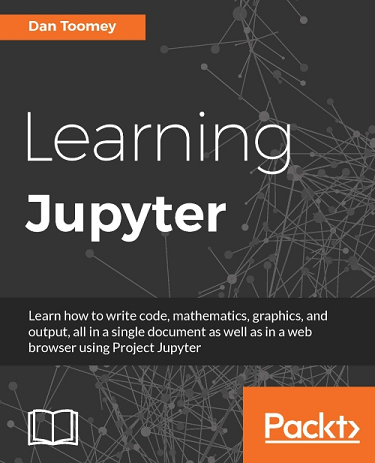 Dan Toomey
Learning
Jupyter
Learn how to write code, mathematics, graphics, and
output, all in a single document as well as in a web
browser using Project Jupyter
Packt>